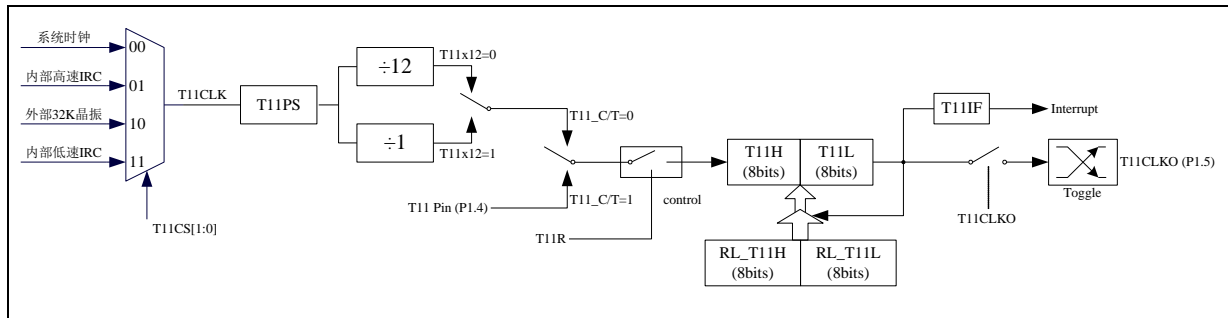 系统时钟
00
内部高速IRC
01
外部32K晶振
10
内部低速IRC
11
T11CS[1:0]
T11CLK
T11PS
÷12
T11x12=0
÷1
T11x12=1
T11_C/T=0
T11_C/T=1
T11 Pin (P1.4)
T11R
control
T11H
(8bits)
T11L
(8bits)
RL_T11H
(8bits)
RL_T11L
(8bits)
T11IF
Interrupt
T11CLKO
Toggle
T11CLKO (P1.5)